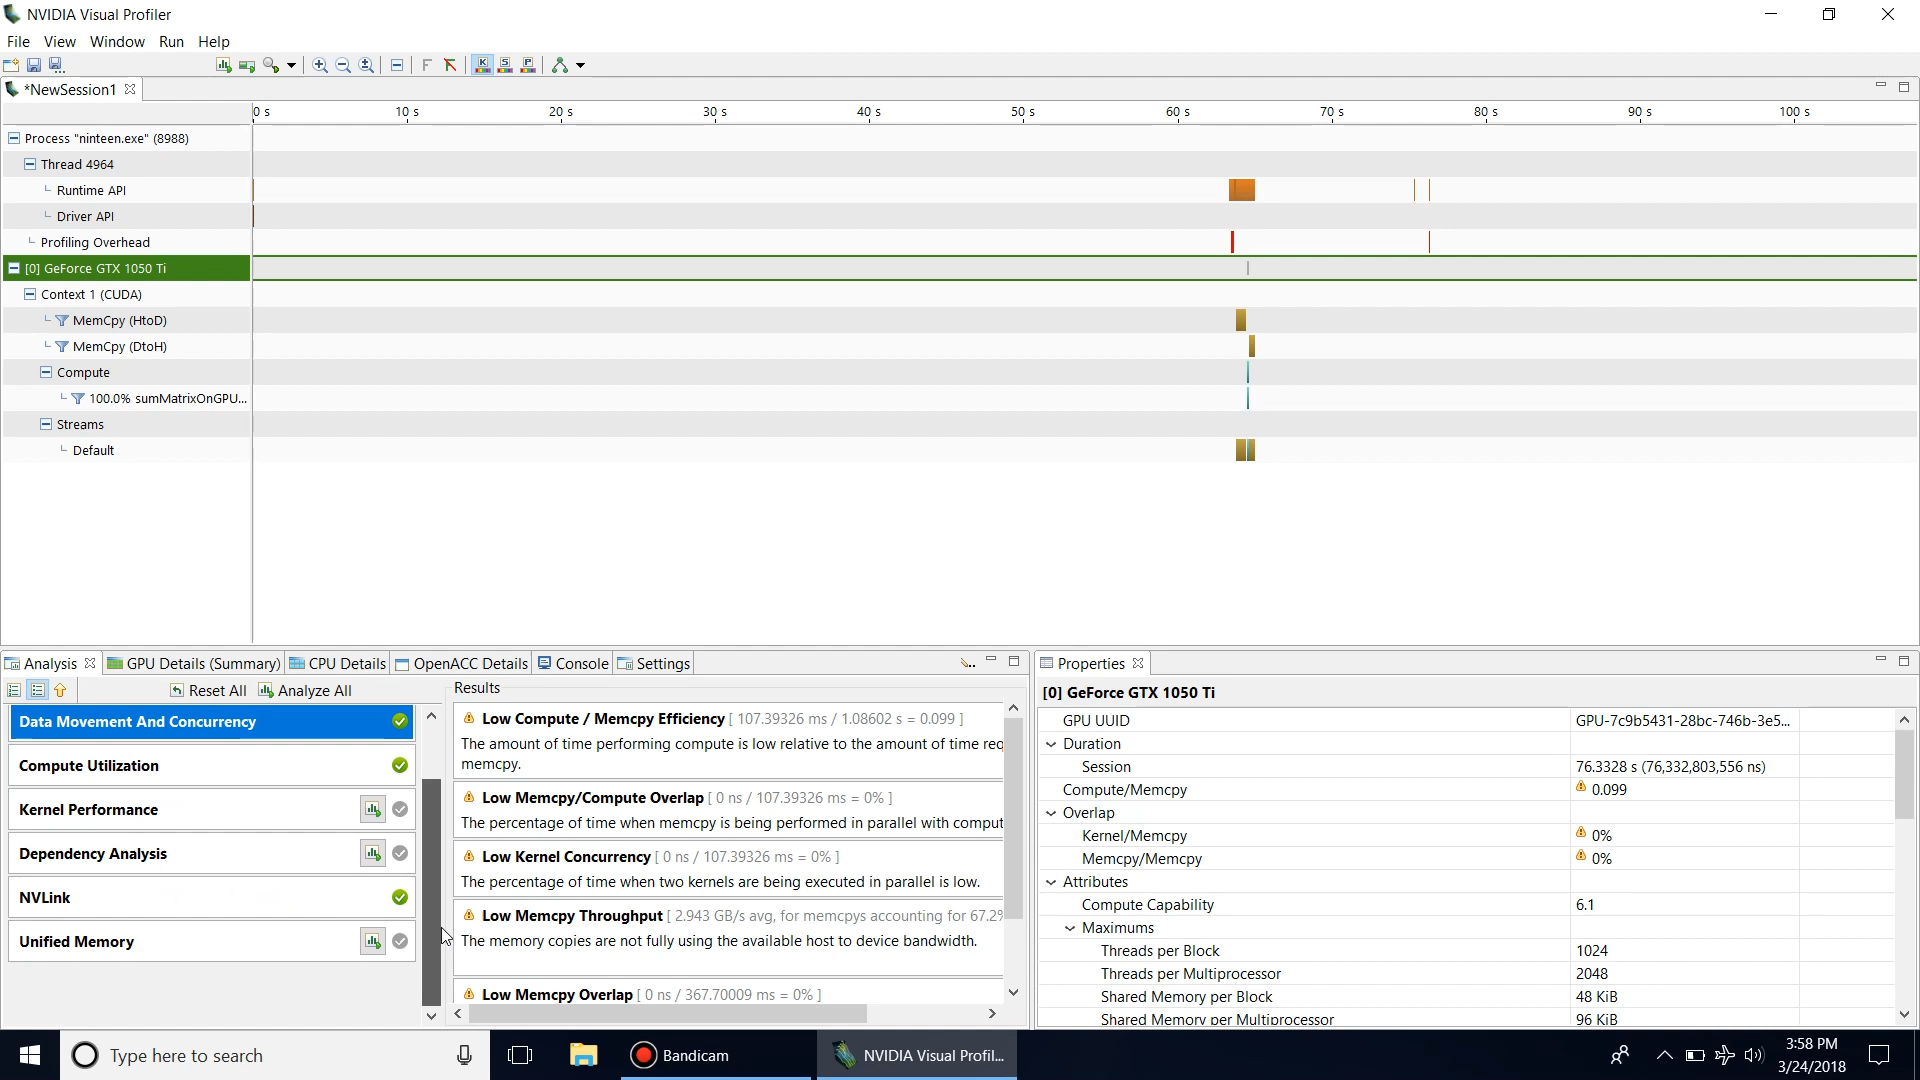 NVIDIA Visual Profiler
File View Window Run Help
*NewSession1
0 s 10 s 20 s 30 s 40 s 50 s 60 s 70 s 80 s 90 s 100 s
Process "ninteen.exe" (8988)
Thread 4964
Runtime API
Driver API
Profiling Overhead
[0] GeForce GTX 1050 Ti
Context 1 (CUDA)
MemCpy (HtoD)
MemCpy (DtoH)
Compute
100.0% sumMatrixOnGPU...
Streams
Default
Analysis GPU Details (Summary) CPU Details OpenACC Details Console Settings
Reset All Analyze All
Data Movement And Concurrency
Compute Utilization
Kernel Performance
Dependency Analysis
NVLink
Unified Memory
Results
Low Compute / Memcpy Efficiency [ 107.39326 ms / 1.08602 s = 0.099 ]
The amount of time performing compute is low relative to the amount of time req
memcpy.
Low Memcpy/Compute Overlap [ 0 ns / 107.39326 ms = 0% ]
The percentage of time when memcpy is being performed in parallel with comput
Low Kernel Concurrency [ 0 ns / 107.39326 ms = 0% ]
The percentage of time when two kernels are being executed in parallel is low.
Low Memcpy Throughput [ 2.943 GB/s avg, for memcpys accounting for 67.2%
The memory copies are not fully using the available host to device bandwidth.
Low Memcpy Overlap [ 0 ns / 367.70009 ms = 0% ]
Properties
[0] GeForce GTX 1050 Ti
GPU UUID GPU-7c9b5431-28bc-746b-3e5...
Duration
Session 76.3328 s (76,332,803,556 ns)
Compute/Memcpy 0.099
Overlap
Kernel/Memcpy 0%
Memcpy/Memcpy 0%
Attributes
Compute Capability 6.1
Maximums
Threads per Block 1024
Threads per Multiprocessor 2048
Shared Memory per Block 48 KiB
Shared Memory per Multiprocessor 96 KiB
Type here to search
Bandicam
NVIDIA Visual Profil...
3:58 PM
3/24/2018